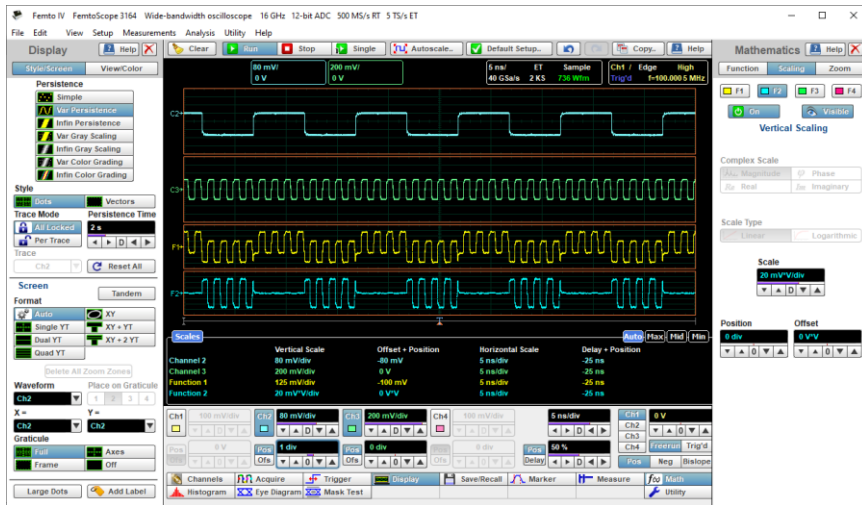 Femto IV  FemtoScope 3164  Wide-bandwidth oscilloscope  16 GHz  12-bit ADC  500 MS/s RT  5 TS/s ET
File Edit View Setup Measurements Analysis Utility Help
Display Help
Clear Run Stop Single Autoscale.. Default Setup.. Copy.. Help
Mathematics Help
Style/Screen View/Color
80 mV/ 0 V
200 mV/ 0 V
5 ns/ ET Sample
40 GSa/s 2 KS 736 Wfm
Ch1 / Edge High
Trig'd f=100.0005 MHz
Function Scaling Zoom
Persistence
Simple
Var Persistence
Infin Persistence
Var Gray Scaling
Infin Gray Scaling
Var Color Grading
Infin Color Grading
Style
Dots Vectors
Trace Mode Persistence Time
All Locked 2 s
Per Trace D
Trace
Ch2 Reset All
Screen
Tandem
Format
Auto XY
Single YT XY + YT
Dual YT XY + 2 YT
Quad YT
Delete All Zoom Zones
Waveform Place on Graticule
Ch2 1 2 3 4
X = Y =
Ch2 Ch2
Graticule
Full Axes
Frame Off
Large Dots Add Label
C2
C3
F1
F2
T
Scales Auto Max Mid Min
Vertical Scale Offset + Position Horizontal Scale Delay + Position
Channel 2 80 mV/div -80 mV 5 ns/div -25 ns
Channel 3 200 mV/div 0 V 5 ns/div -25 ns
Function 1 125 mV/div -100 mV 5 ns/div -25 ns
Function 2 20 mV*V/div 0 V*V 5 ns/div -25 ns
Ch1 100 mV/div Ch2 80 mV/div Ch3 200 mV/div Ch4 100 mV/div 5 ns/div Ch1 0 V
D D D D D Ch2 0
Ch3
Pos 0 V Pos 1 div Pos 0 div Pos 0 div Pos 50 % Ch4 Freerun Trig'd
Ofs 0 Ofs 0 Ofs 0 Ofs 0 Delay D Pos Neg Bislope
Channels Acquire Trigger Display Save/Recall Marker Measure Math
Histogram Eye Diagram Mask Test Utility
F1 F2 F3 F4
On Visible
Vertical Scaling
Complex Scale
Magnitude Phase
Real Imaginary
Scale Type
Linear Logarithmic
Scale
20 mV*V/div
D
Position Offset
0 div 0 V*V
0 0